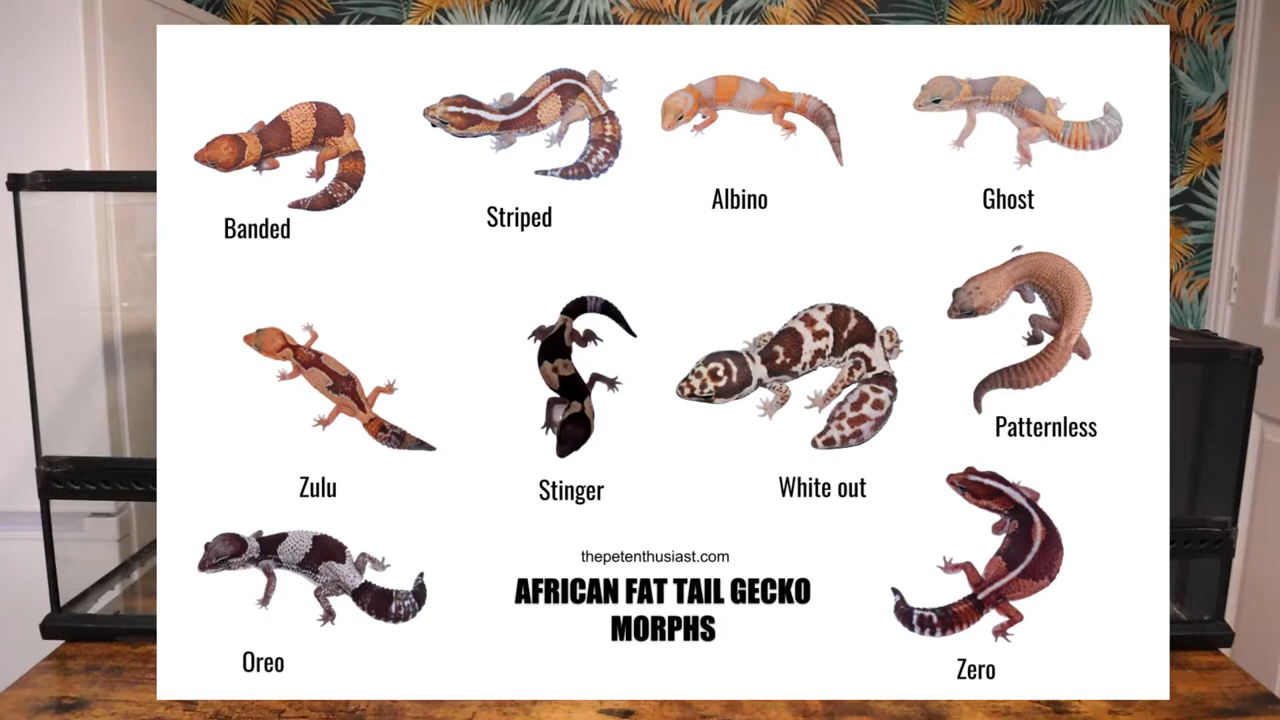 Banded
Striped
Albino
Ghost
Zulu
Stinger
White out
Patternless
Oreo
thepetenthusiast.com
AFRICAN FAT TAIL GECKO
MORPHS
Zero